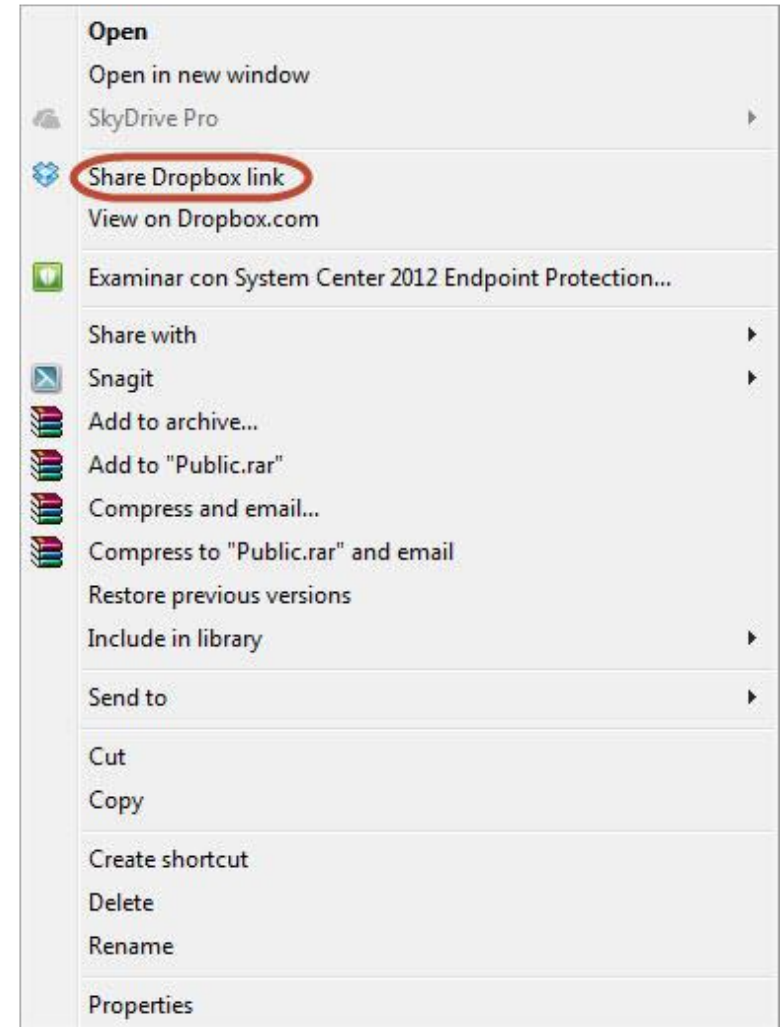 Open
Open in new window
SkyDrive Pro
Share Dropbox link
View on Dropbox.com
Examinar con System Center 2012 Endpoint Protection...
Share with
Snagit
Add to archive...
Add to "Public.rar"
Compress and email...
Compress to "Public.rar" and email
Restore previous versions
Include in library
Send to
Cut
Copy
Create shortcut
Delete
Rename
Properties